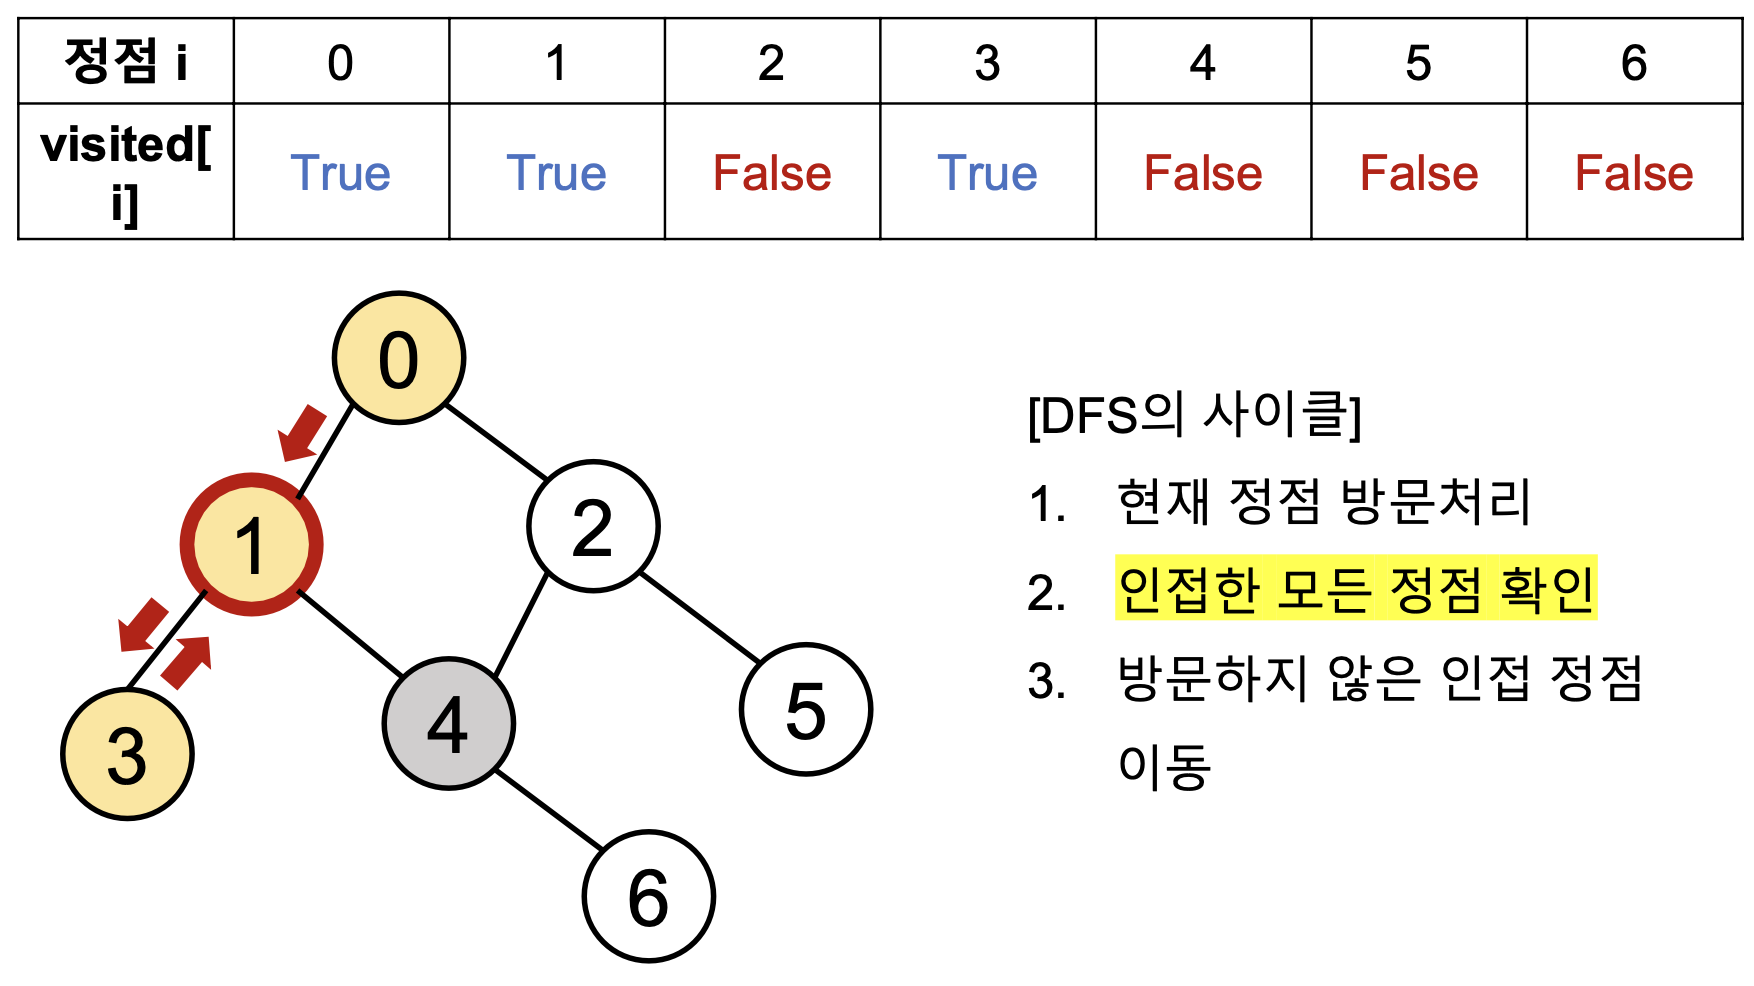 정점 i 0 1 2 3 4 5 6
visited[ True True False True False False False
i]
0
1
2
3
4
5
6
[DFS의 사이클]
1. 현재 정점 방문처리
2. 인접한 모든 정점 확인
3. 방문하지 않은 인접 정점
이동